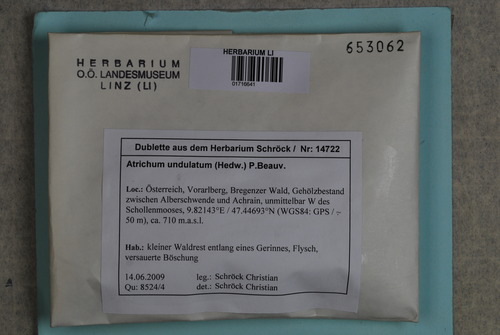 HERBARIUM
O.Ö. LANDESMUSEUM
LINZ (LI)
HERBARIUM LI
01716641
653062
Dublette aus dem Herbarium Schröck / Nr: 14722
Atrichum undulatum (Hedw.) P.Beauv.
Loc.: Österreich, Vorarlberg, Bregenzer Wald, Gehölzbestand
zwischen Alberschwende und Achrain, unmittelbar W des
Schollenmooses, 9.82143°E / 47.44693°N (WGS84: GPS / ÷
50 m), ca. 710 m.a.s.l.
Hab.: kleiner Waldrest entlang eines Gerinnes, Flysch,
versauerte Böschung
14.06.2009 leg.: Schröck Christian
Qu: 8524/4 det.: Schröck Christian